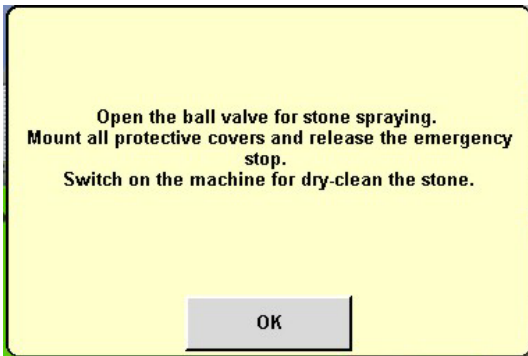 Open the ball valve for stone spraying.
Mount all protective covers and release the emergency
stop.
Switch on the machine for dry-clean the stone.
OK